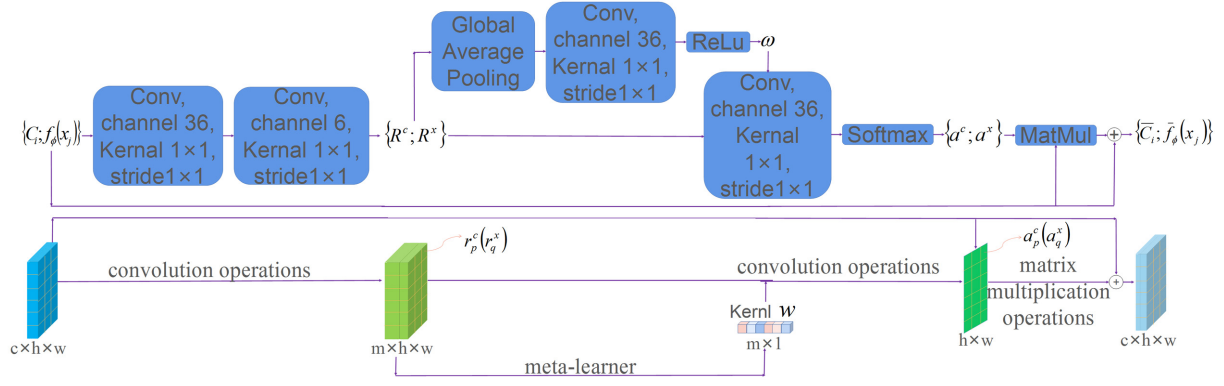 Global
Average
Pooling
Conv,
channel 36,
Kernal 1×1,
stride1×1
ReLu
ω
{C_i; f_ϕ(x_j)}
Conv,
channel 36,
Kernal 1×1,
stride1×1
Conv,
channel 6,
Kernal 1×1,
stride1×1
{R^c; R^x}
Conv,
channel 36,
Kernal
1×1,
stride1×1
Softmax
{a^c; a^x}
MatMul
{C̅_i; f̄_ϕ(x_j)}
r_p^c(r_q^x)
a_p^c(a_q^x)
convolution operations
convolution operations
matrix
multiplication
operations
Kernl w
m×1
c×h×w
m×h×w
h×w
c×h×w
meta-learner